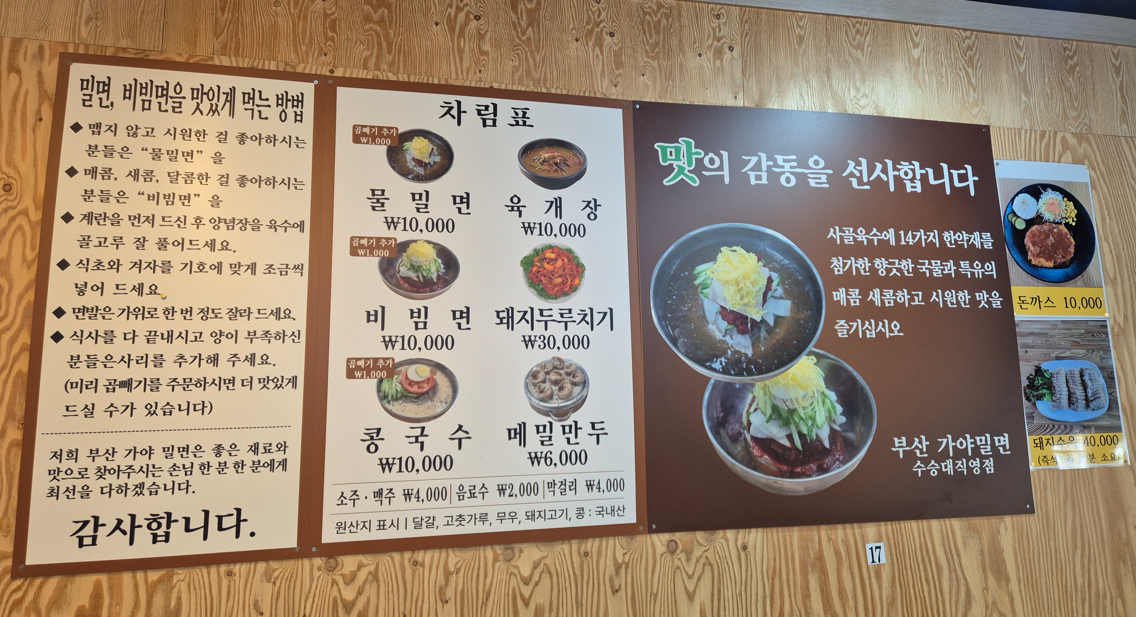 밀면, 비빔면을 맛있게 먹는 방법
◆ 맵지 않고 시원한 걸 좋아하시는
분들은 “물밀면” 을
◆ 매콤, 새콤, 달콤한 걸 좋아하시는
분들은 “비빔면” 을
◆ 계란을 먼저 드신 후 양념장을 육수에
골고루 잘 풀어드세요.
◆ 식초와 겨자를 기호에 맞게 조금씩
넣어 드세요
◆ 면발은 가위로 한 번 정도 잘라 드세요,
◆ 식사를 다 끝내시고 양이 부족하신
분들은사리를 추가해 주세요.
(미리 곱빼기를 주문하시면 더 맛있게
드실 수가 있습니다)
저희 부산 가야 밀면은 좋은 재료와
맛으로 찾아주시는 손님 한 분 한 분에게
최선을 다하겠습니다.
감사합니다.
차림표
곱빼기 추가
₩1,000
물밀면
₩10,000
육개장
₩10,000
곱빼기 추가
₩1,000
비빔면
₩10,000
돼지두루치기
₩30,000
곱빼기 추가
₩1,000
콩국수
₩10,000
메밀만두
₩6,000
소주·맥주 ₩4,000 | 음료수 ₩2,000 | 막걸리 ₩4,000
원산지 표시 | 달걀, 고춧가루, 무우, 돼지고기, 콩 : 국내산
맛의 감동을 선사합니다
사골육수에 14가지 한약재를
첨가한 향긋한 국물과 특유의
매콤 새콤하고 시원한 맛을
즐기십시오
부산 가야밀면
수승대직영점
돈까스 10,000
돼지수육 40,000
소요
17